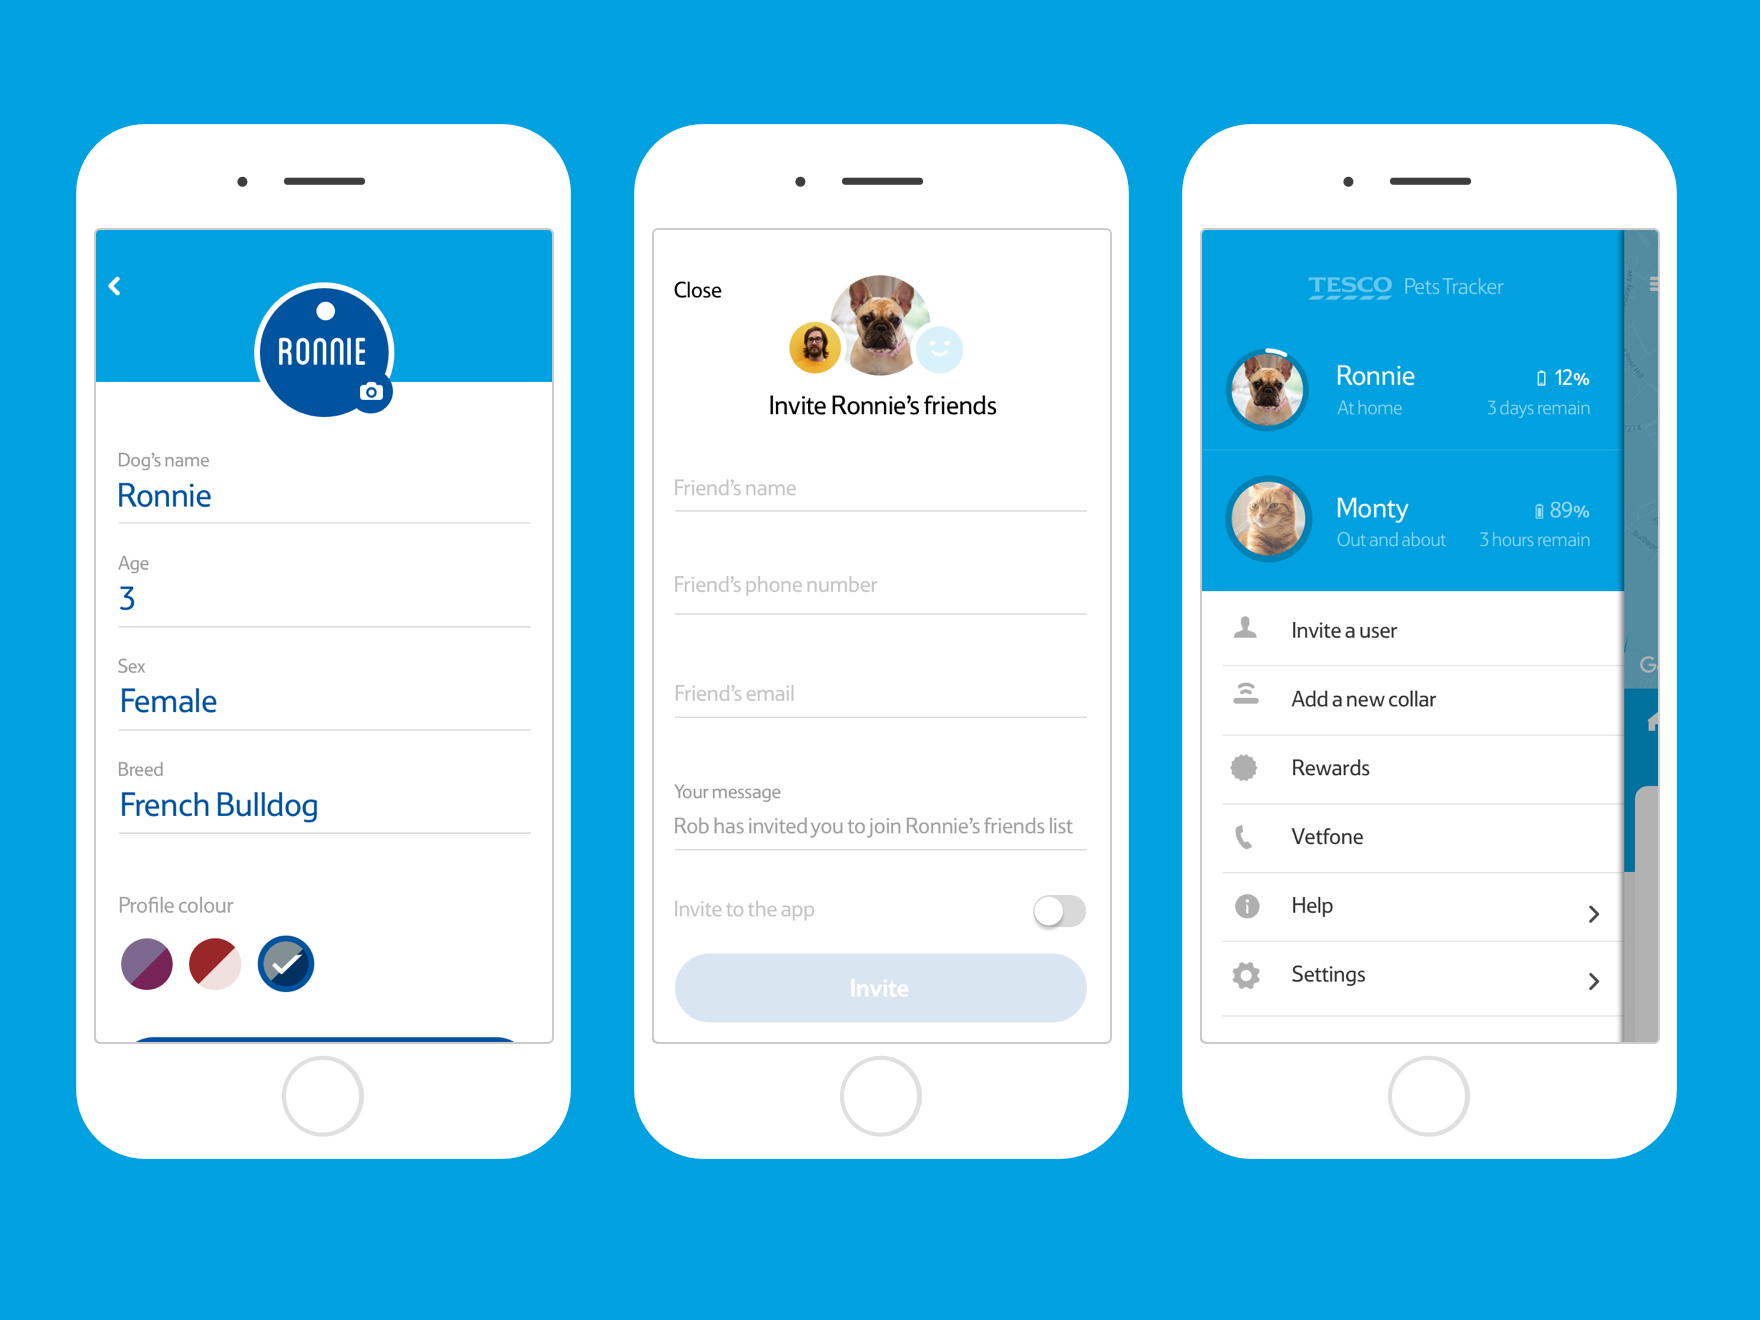 RONNIE
Dog's name
Ronnie
Age
3
Sex
Female
Breed
French Bulldog
Profile colour
Close
Invite Ronnie's friends
Friend's name
Friend's phone number
Friend's email
Your message
Rob has invited you to join Ronnie's friends list
Invite to the app
Invite
TESCO Pets Tracker
Ronnie 12%
At home 3 days remain
Monty 89%
Out and about 3 hours remain
Invite a user
Add a new collar
Rewards
Vetfone
Help
Settings